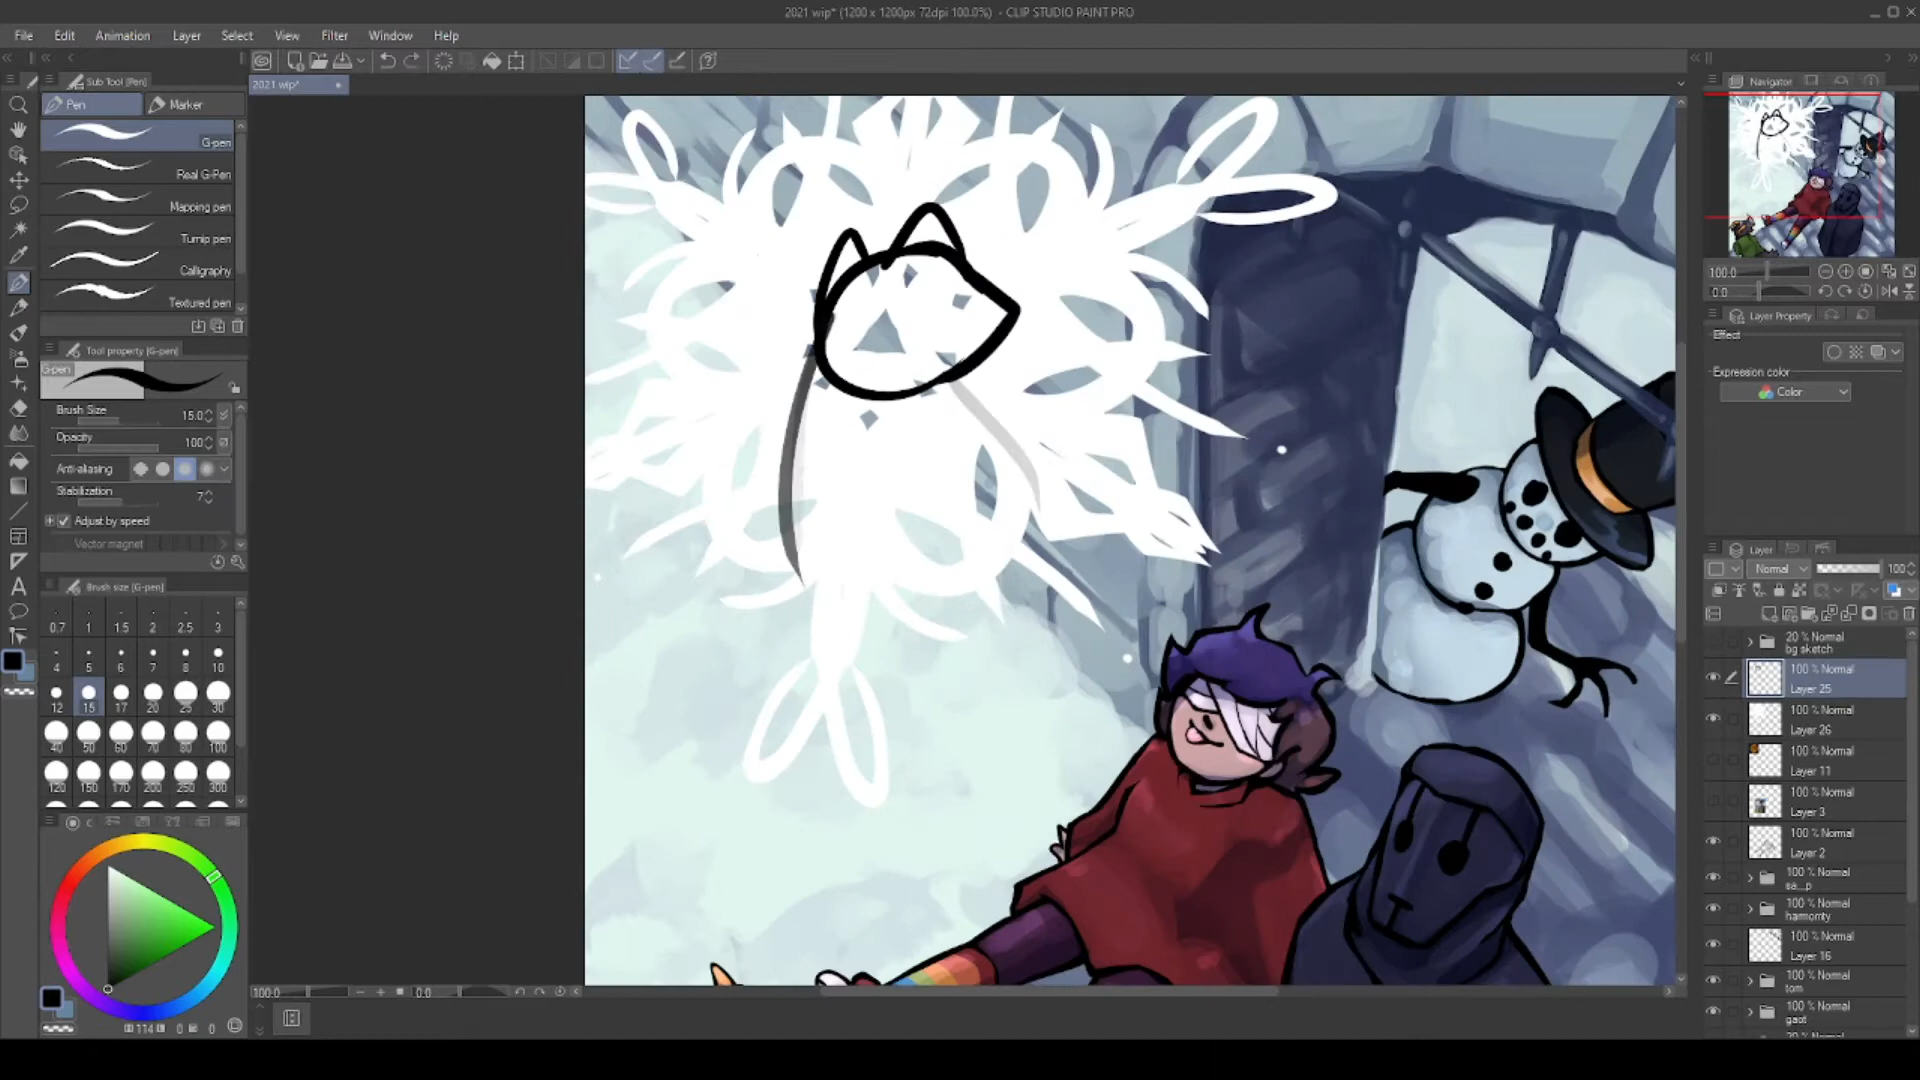 2021 wip* (1200 x 1200px 72dpi 100.0%) - CLIP STUDIO PAINT PRO
File Edit Animation Layer Select View Filter Window Help
Sub Tool [Pen]
2021 wip*
Navigator
Pen Marker
G-pen
Real G-Pen
Mapping pen
Turnip pen
Calligraphy
Textured pen
100.0
0.0
Layer Property
Effect
Expression color
Color
Tool property [G-pen]
G-pen
Brush Size 15.0
Opacity 100
Anti-aliasing
Stabilization 7
Adjust by speed
Vector magnet
Brush size [G-pen]
0.7 1 1.5 2 2.5 3
4 5 6 7 8 10
12 15 17 20 25 30
40 50 60 70 80 100
120 150 170 200 250 300
Layer
Normal 100
20 % Normal
bg sketch
100 % Normal
Layer 25
100 % Normal
Layer 26
100 % Normal
Layer 11
100 % Normal
Layer 3
100 % Normal
Layer 2
100 % Normal
sa...p
100 % Normal
harmomty
100 % Normal
Layer 16
100 % Normal
tom
100 % Normal
gaot
100.0 0.0
114 0 0